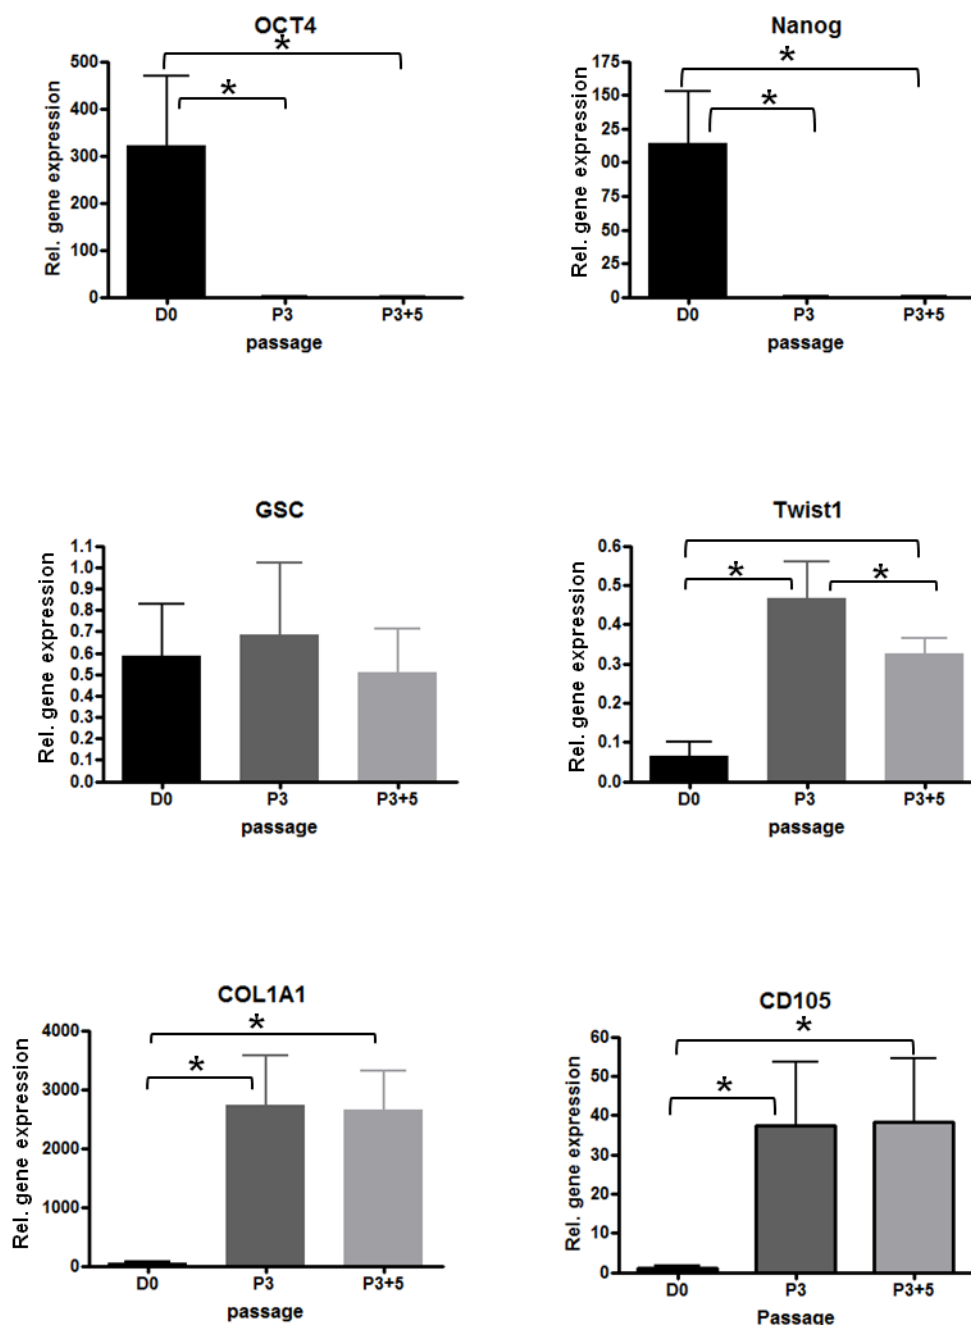 OCT4
*
*
500
400
300
200
100
0
Rel. gene expression
D0 P3 P3+5
passage
Nanog
*
*
175
150
25
00
75
50
25
0
Rel. gene expression
D0 P3 P3+5
passage
GSC
1.1
1.0
0.9
0.8
0.7
0.6
0.5
0.4
0.3
0.2
0.1
0.0
Rel. gene expression
D0 P3 P3+5
passage
Twist1
* *
0.6
0.5
0.4
0.3
0.2
0.1
0.0
Rel. gene expression
D0 P3 P3+5
passage
COL1A1
*
*
4000
3000
2000
1000
0
Rel. gene expression
D0 P3 P3+5
passage
CD105
*
*
60
50
40
30
20
10
0
Rel. gene expression
D0 P3 P3+5
Passage